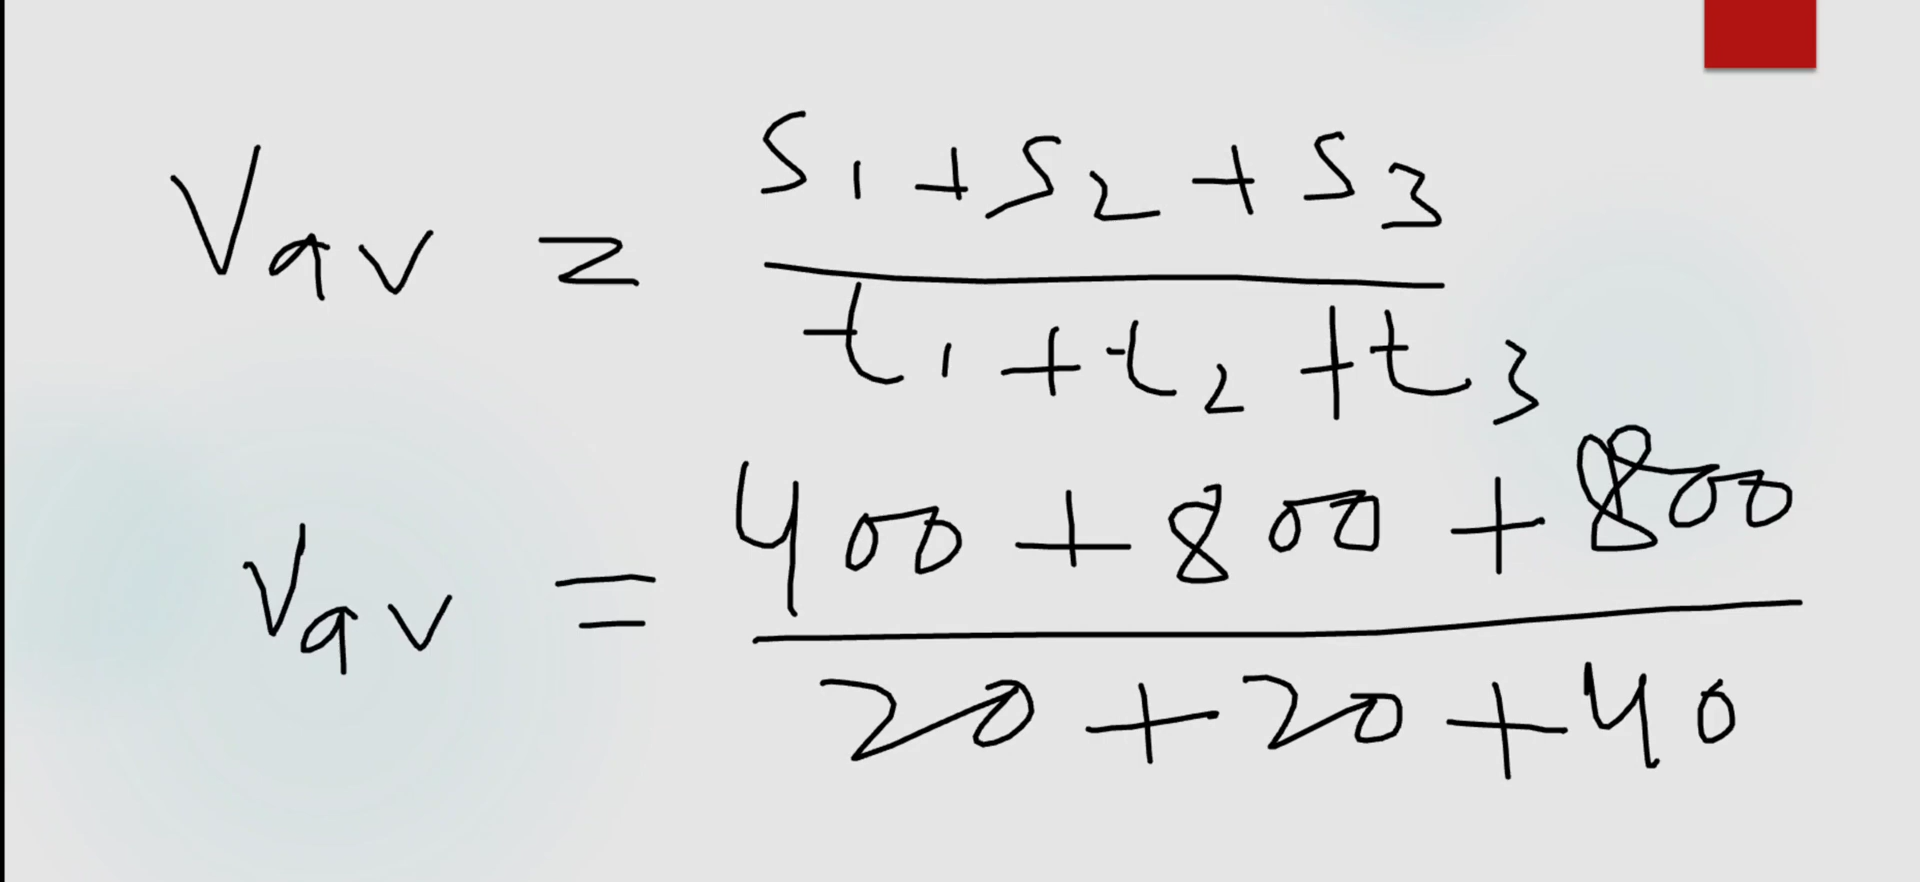 Vav = S1 + S2 + S3
t1 + t2 + t3
Vav = 400 + 800 + 800
20 + 20 + 40